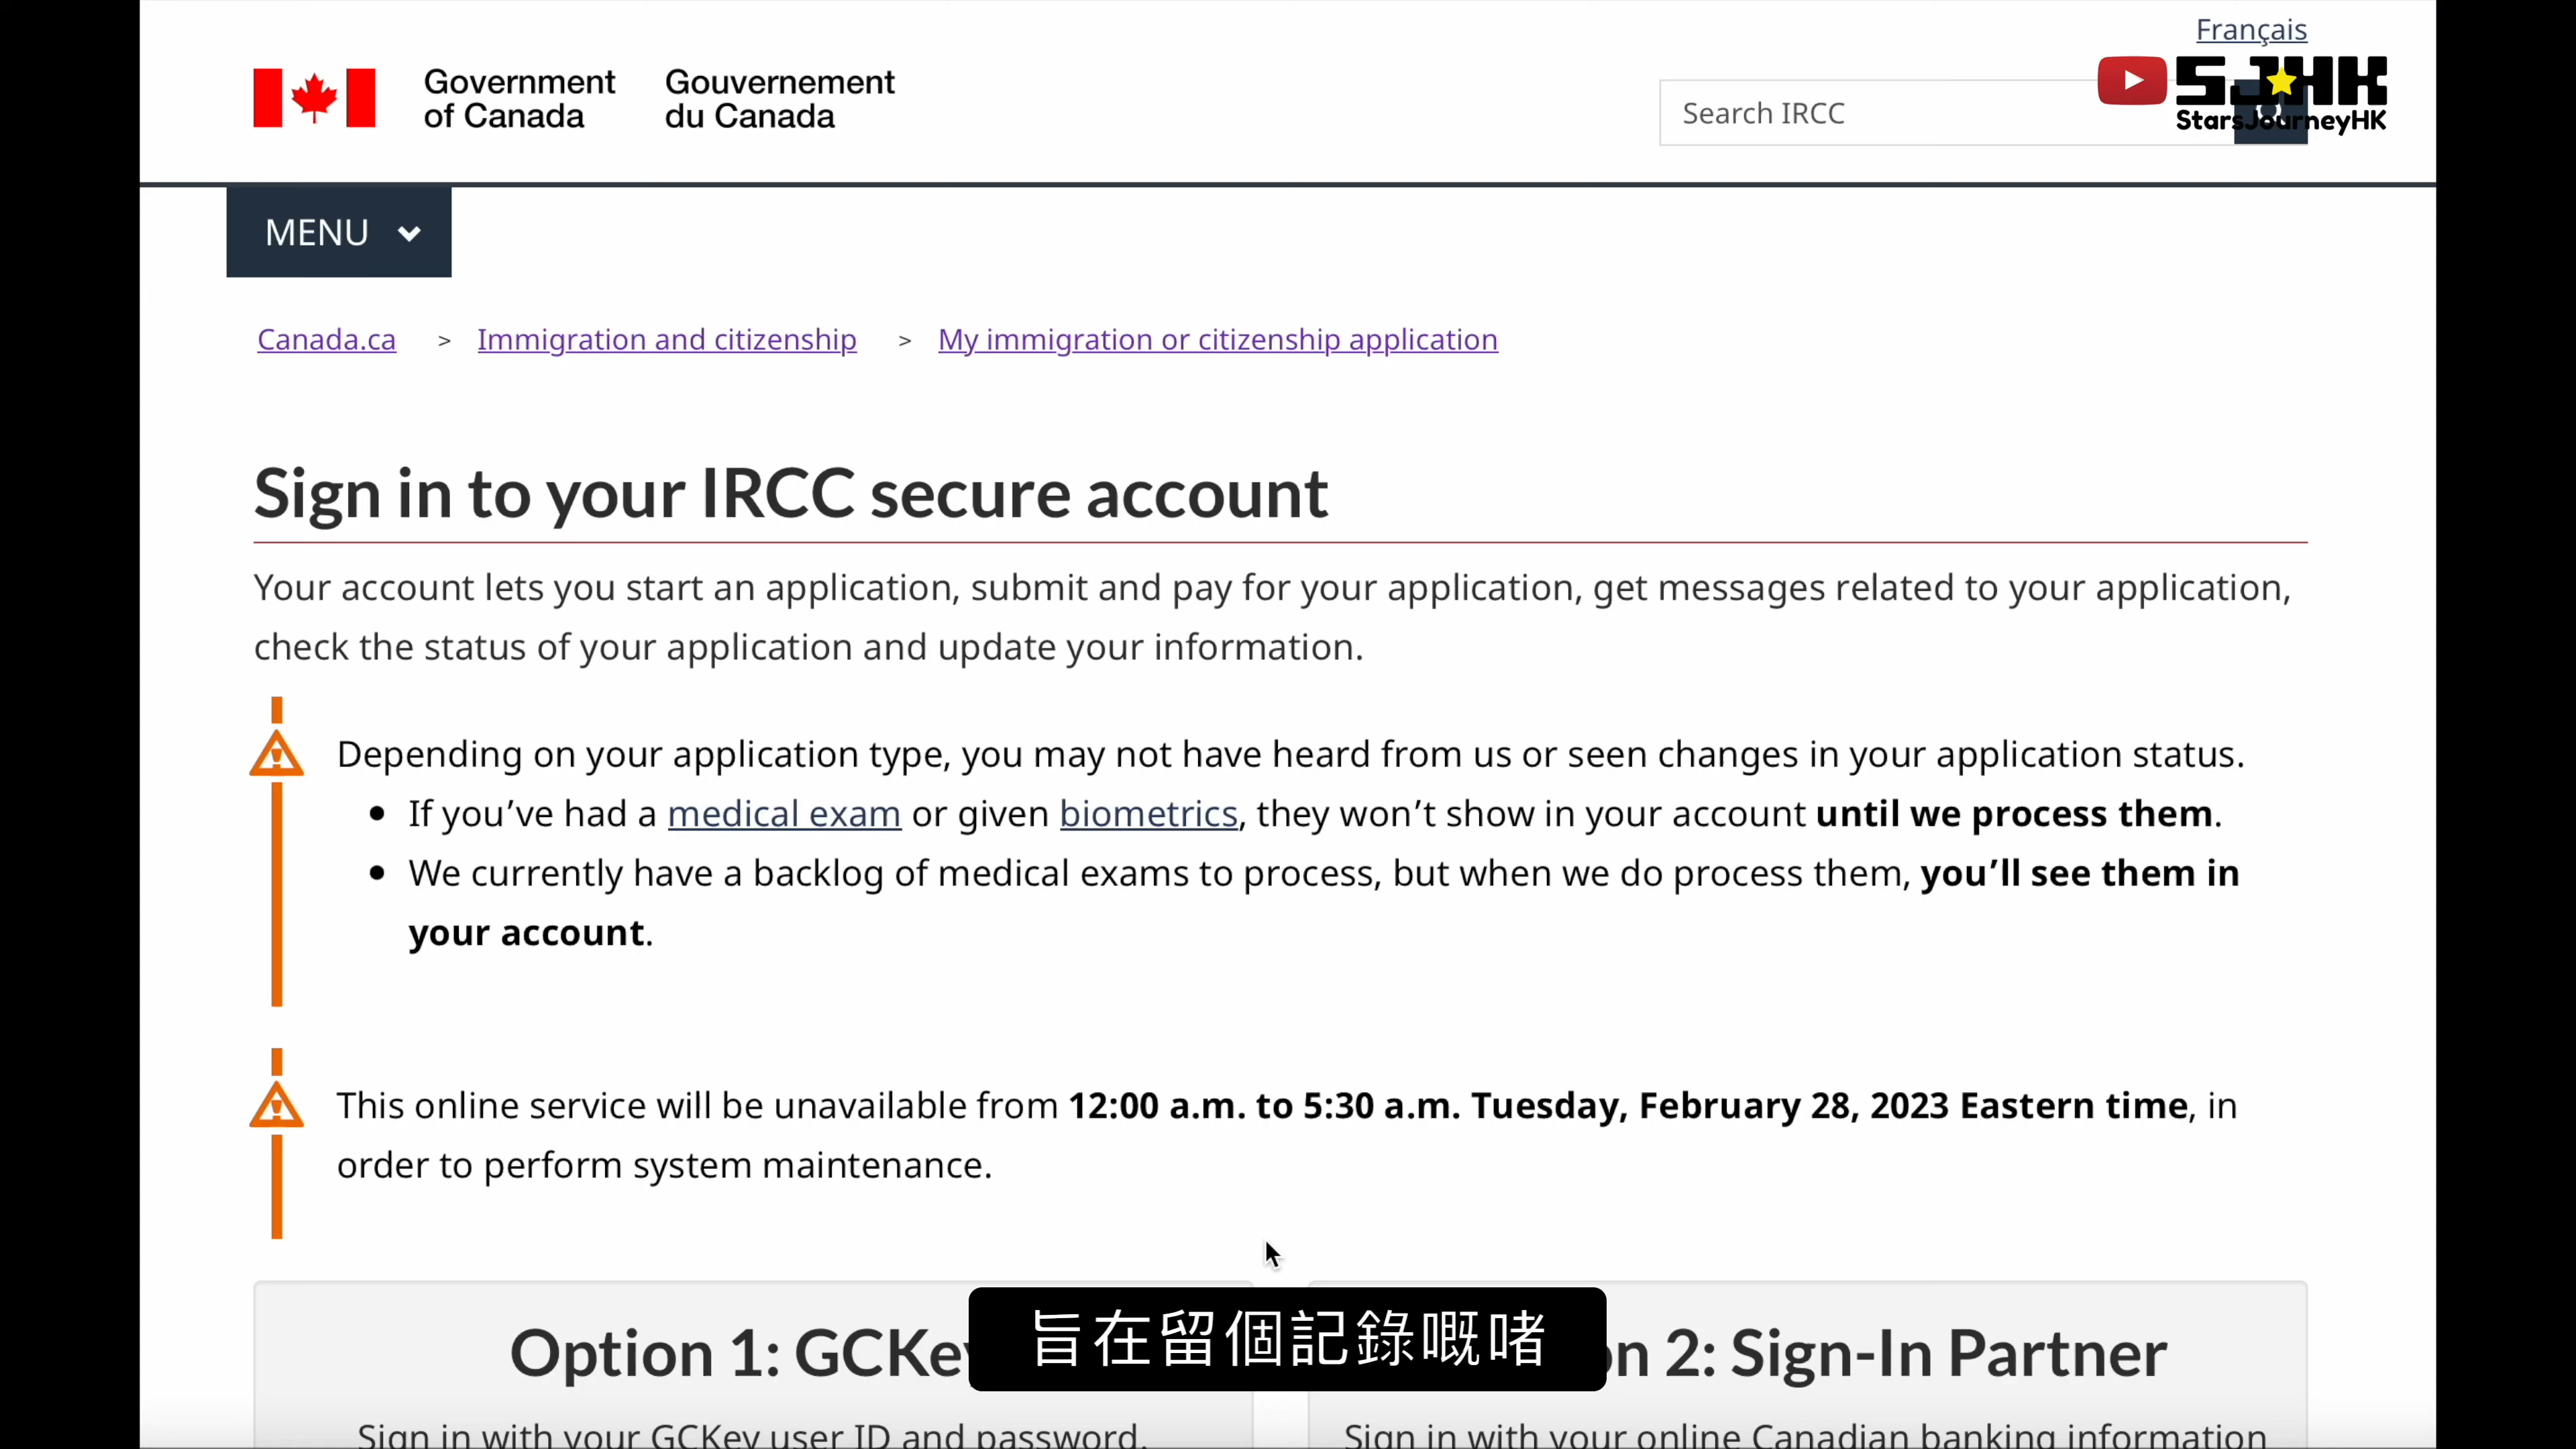 Français
Government of Canada
Gouvernement du Canada
Search IRCC
SJHK
StarsJourneyHK
MENU
Canada.ca > Immigration and citizenship > My immigration or citizenship application
Sign in to your IRCC secure account
Your account lets you start an application, submit and pay for your application, get messages related to your application,
check the status of your application and update your information.
Depending on your application type, you may not have heard from us or seen changes in your application status.
• If you’ve had a medical exam or given biometrics, they won’t show in your account until we process them.
• We currently have a backlog of medical exams to process, but when we do process them, you’ll see them in
your account.
This online service will be unavailable from 12:00 a.m. to 5:30 a.m. Tuesday, February 28, 2023 Eastern time, in
order to perform system maintenance.
Option 1: GCKey
n 2: Sign-In Partner
旨在留個記錄嘅啫
Sign in with your GCKey user ID and password.
Sign in with your online Canadian banking information